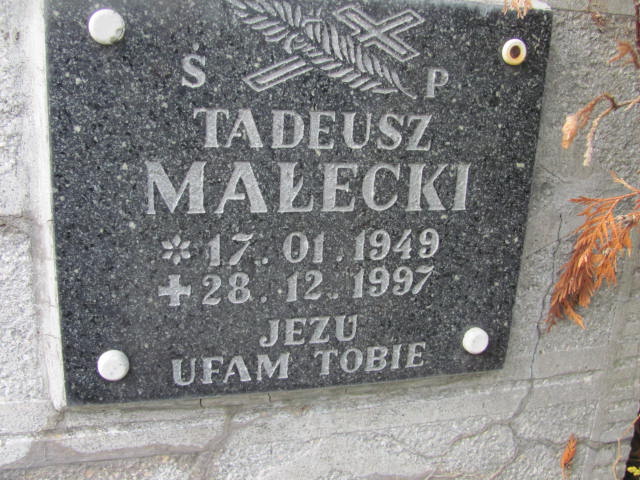 S P
TADEUSZ
MAŁECKI
* 17.01.1949
✚ 28.12.1997
JEZU
UFAM TOBIE